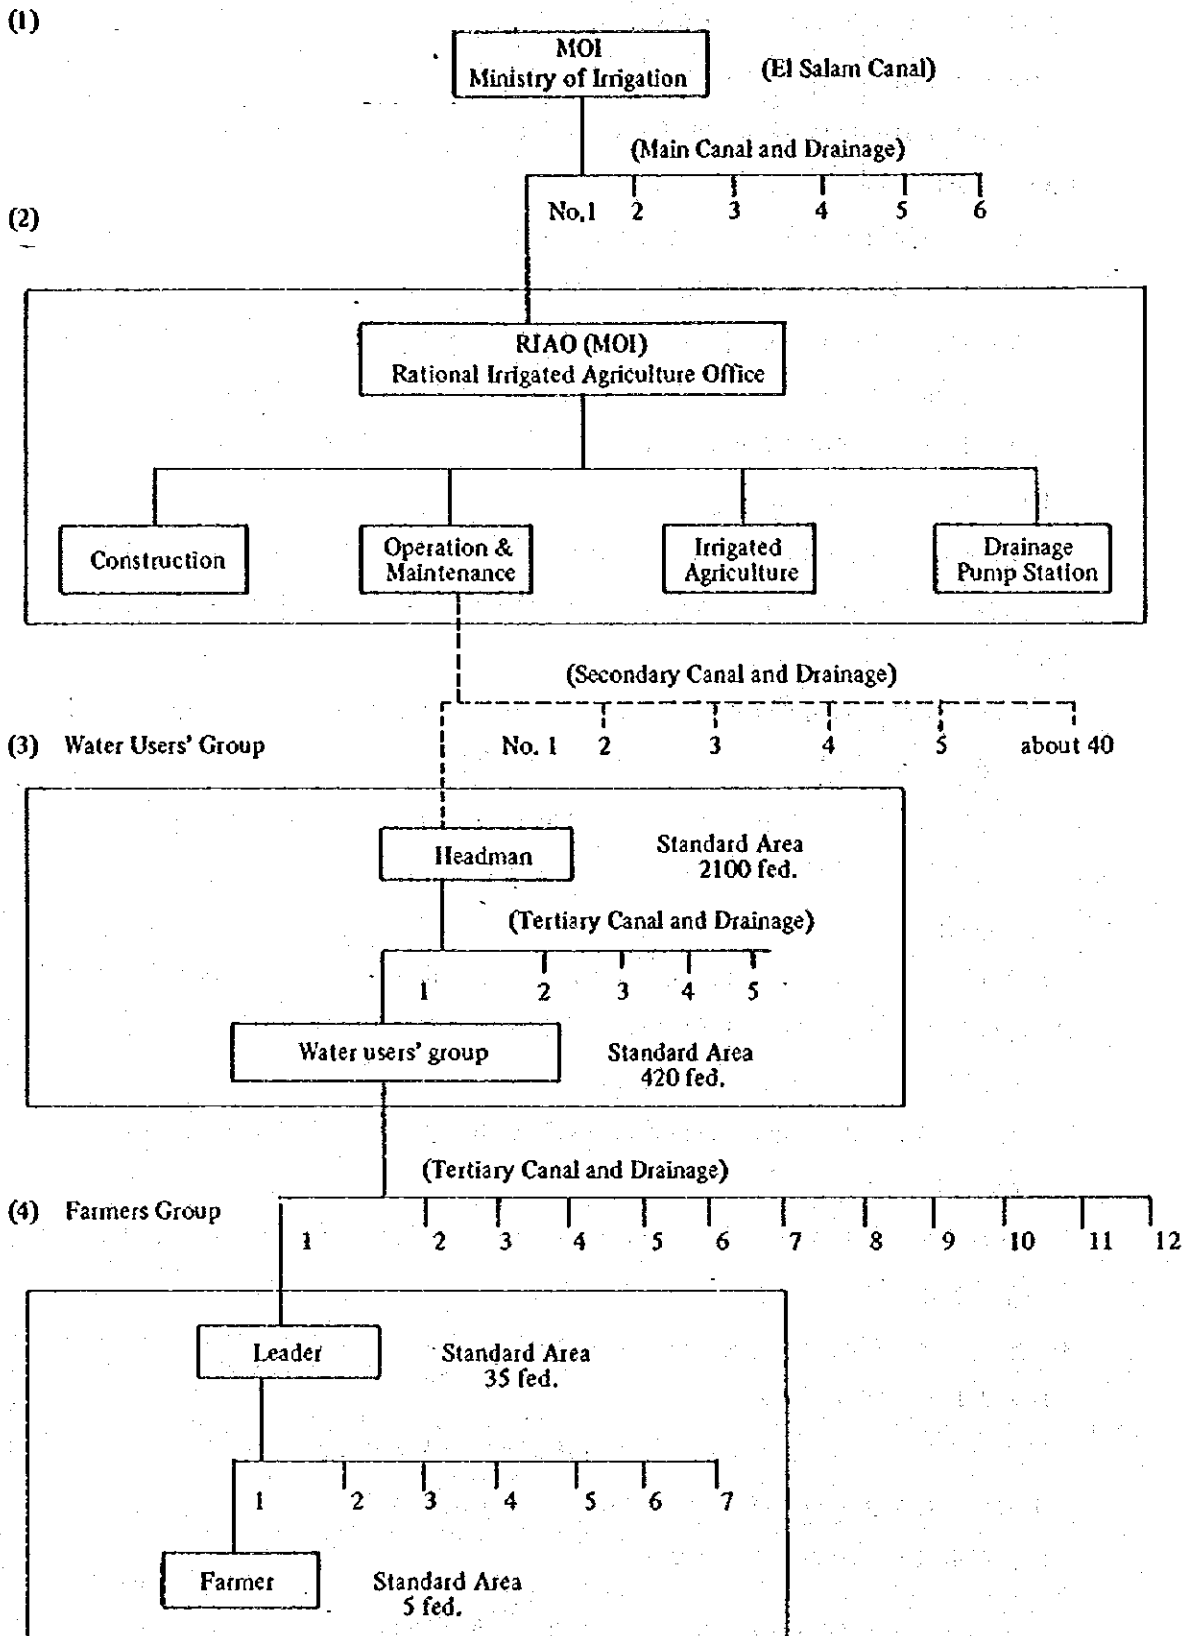 (1)
MOI
Ministry of Irrigation
(El Salam Canal)
(Main Canal and Drainage)
No.1 2 3 4 5 6
(2)
RIAO (MOI)
Rational Irrigated Agriculture Office
Construction
Operation &
Maintenance
Irrigated
Agriculture
Drainage
Pump Station
(Secondary Canal and Drainage)
(3) Water Users' Group
No. 1 2 3 4 5 about 40
Headman
Standard Area
2100 fed.
(Tertiary Canal and Drainage)
1 2 3 4 5
Water users' group
Standard Area
420 fed.
(Tertiary Canal and Drainage)
(4) Farmers Group
1 2 3 4 5 6 7 8 9 10 11 12
Leader
Standard Area
35 fed.
1 2 3 4 5 6 7
Farmer
Standard Area
5 fed.